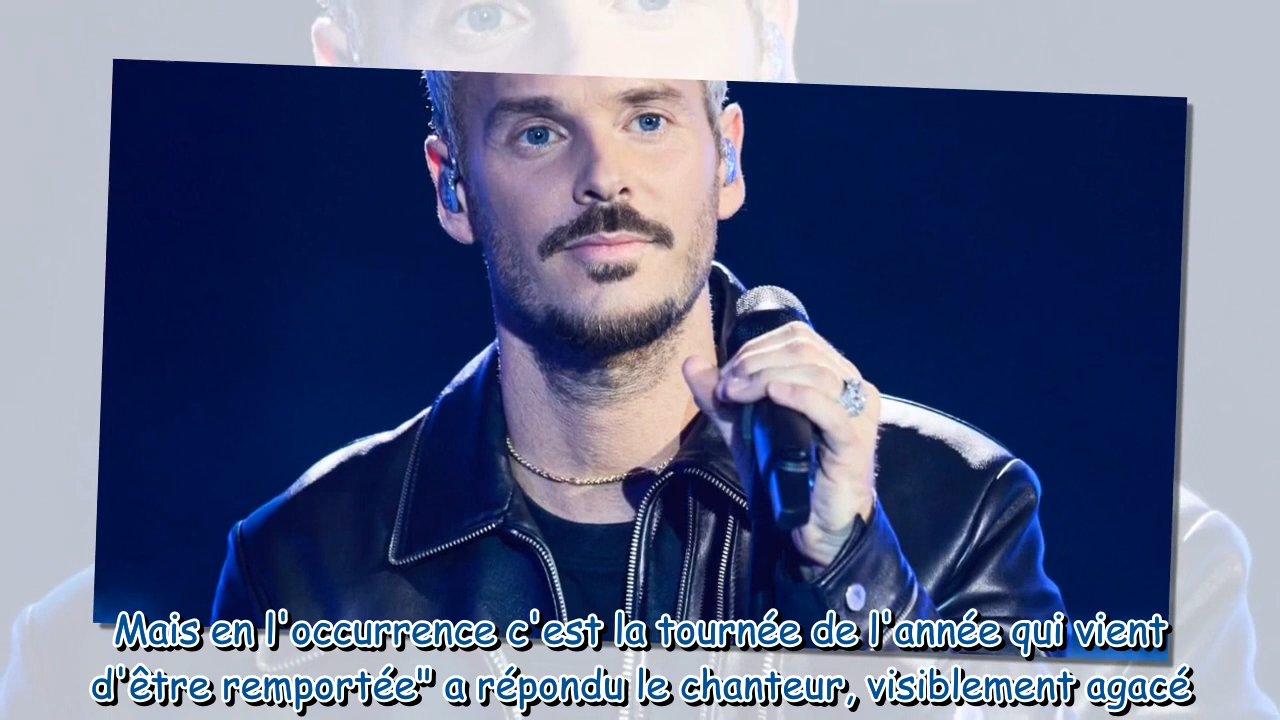 Mais en l'occurrence c'est la tournée de l'année qui vient
d'être remportée" a répondu le chanteur, visiblement agacé